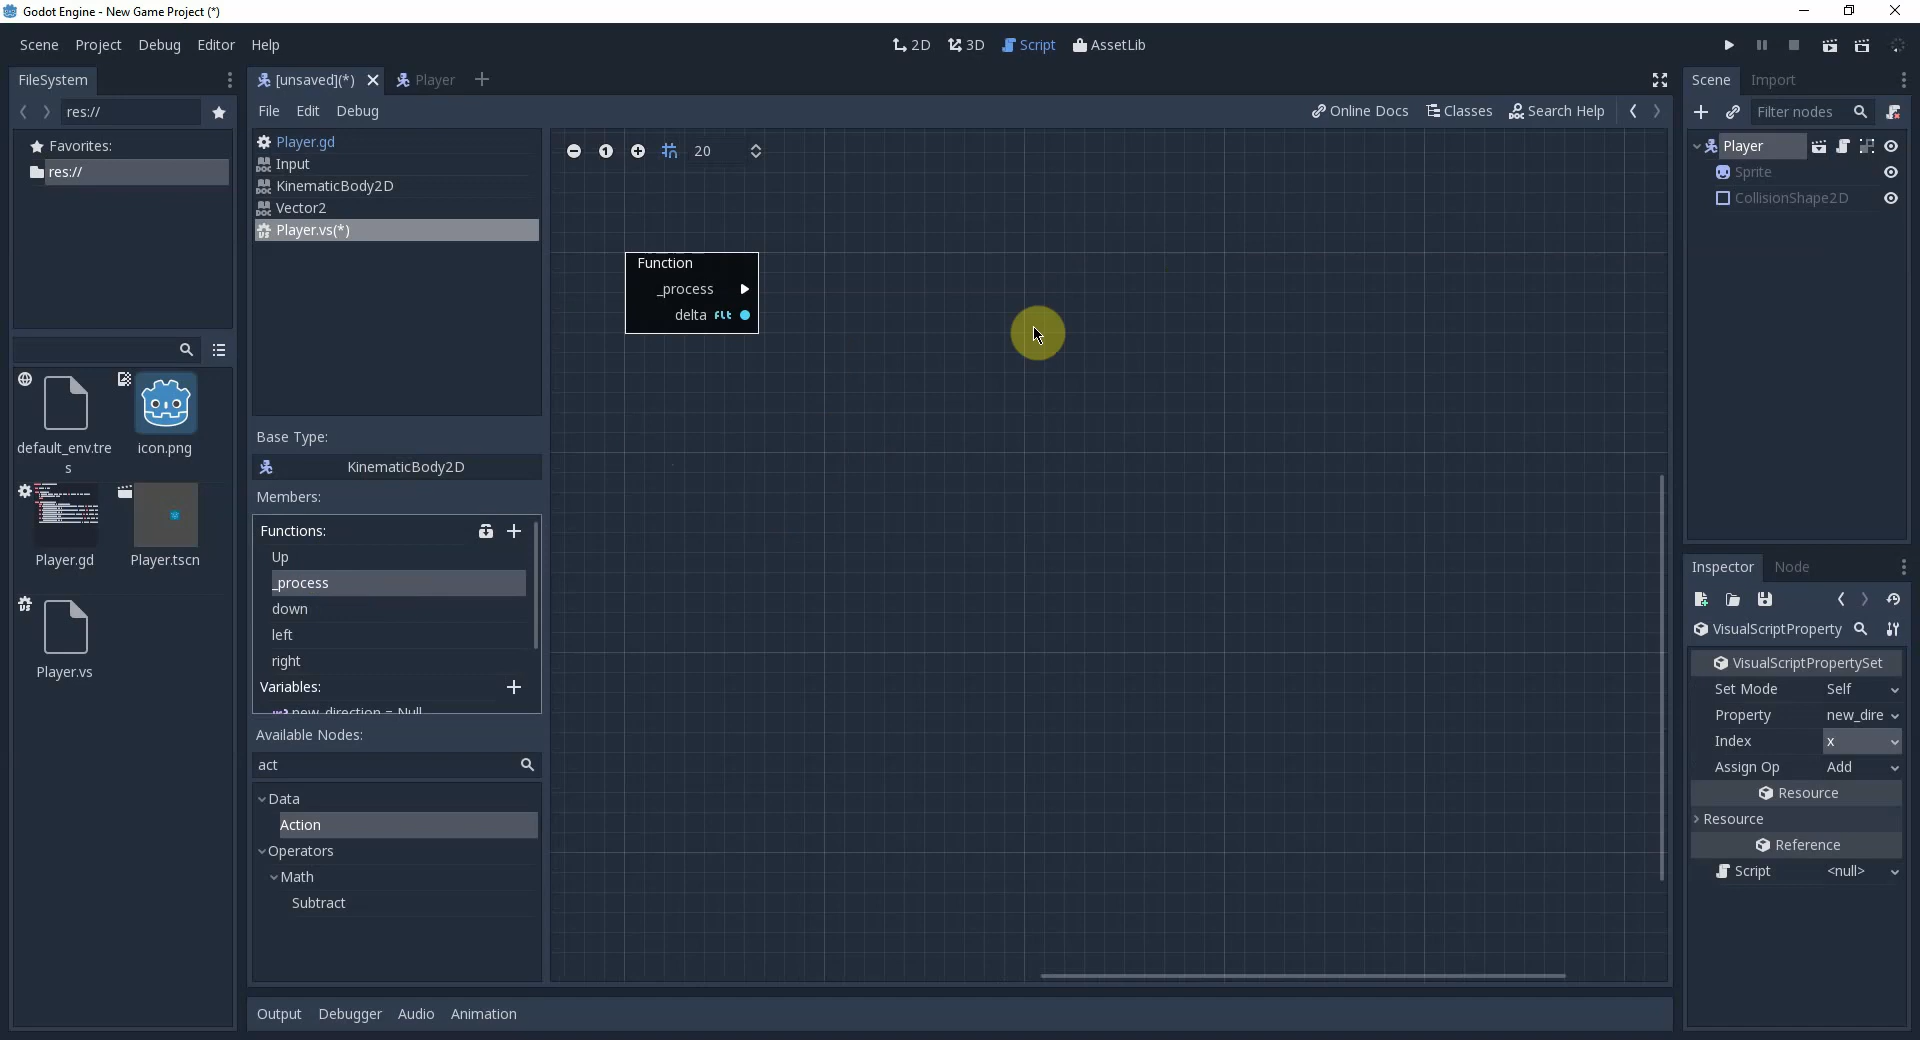 Godot Engine - New Game Project (*)
Scene Project Debug Editor Help
2D 3D Script AssetLib
FileSystem
res://
Favorites:
res://
default_env.tre
s
icon.png
Player.gd
Player.tscn
Player.vs
[unsaved](*)
Player
File Edit Debug
Online Docs Classes Search Help
Player.gd
Input
KinematicBody2D
Vector2
Player.vs(*)
20
Function
_process
delta flt
Base Type:
KinematicBody2D
Members:
Functions:
Up
_process
down
left
right
Variables:
new_direction = Null
Available Nodes:
act
Data
Action
Operators
Math
Subtract
Output Debugger Audio Animation
Scene Import
Filter nodes
Player
Sprite
CollisionShape2D
Inspector Node
VisualScriptProperty
VisualScriptPropertySet
Set Mode Self
Property new_dire
Index x
Assign Op Add
Resource
Resource
Reference
Script <null>